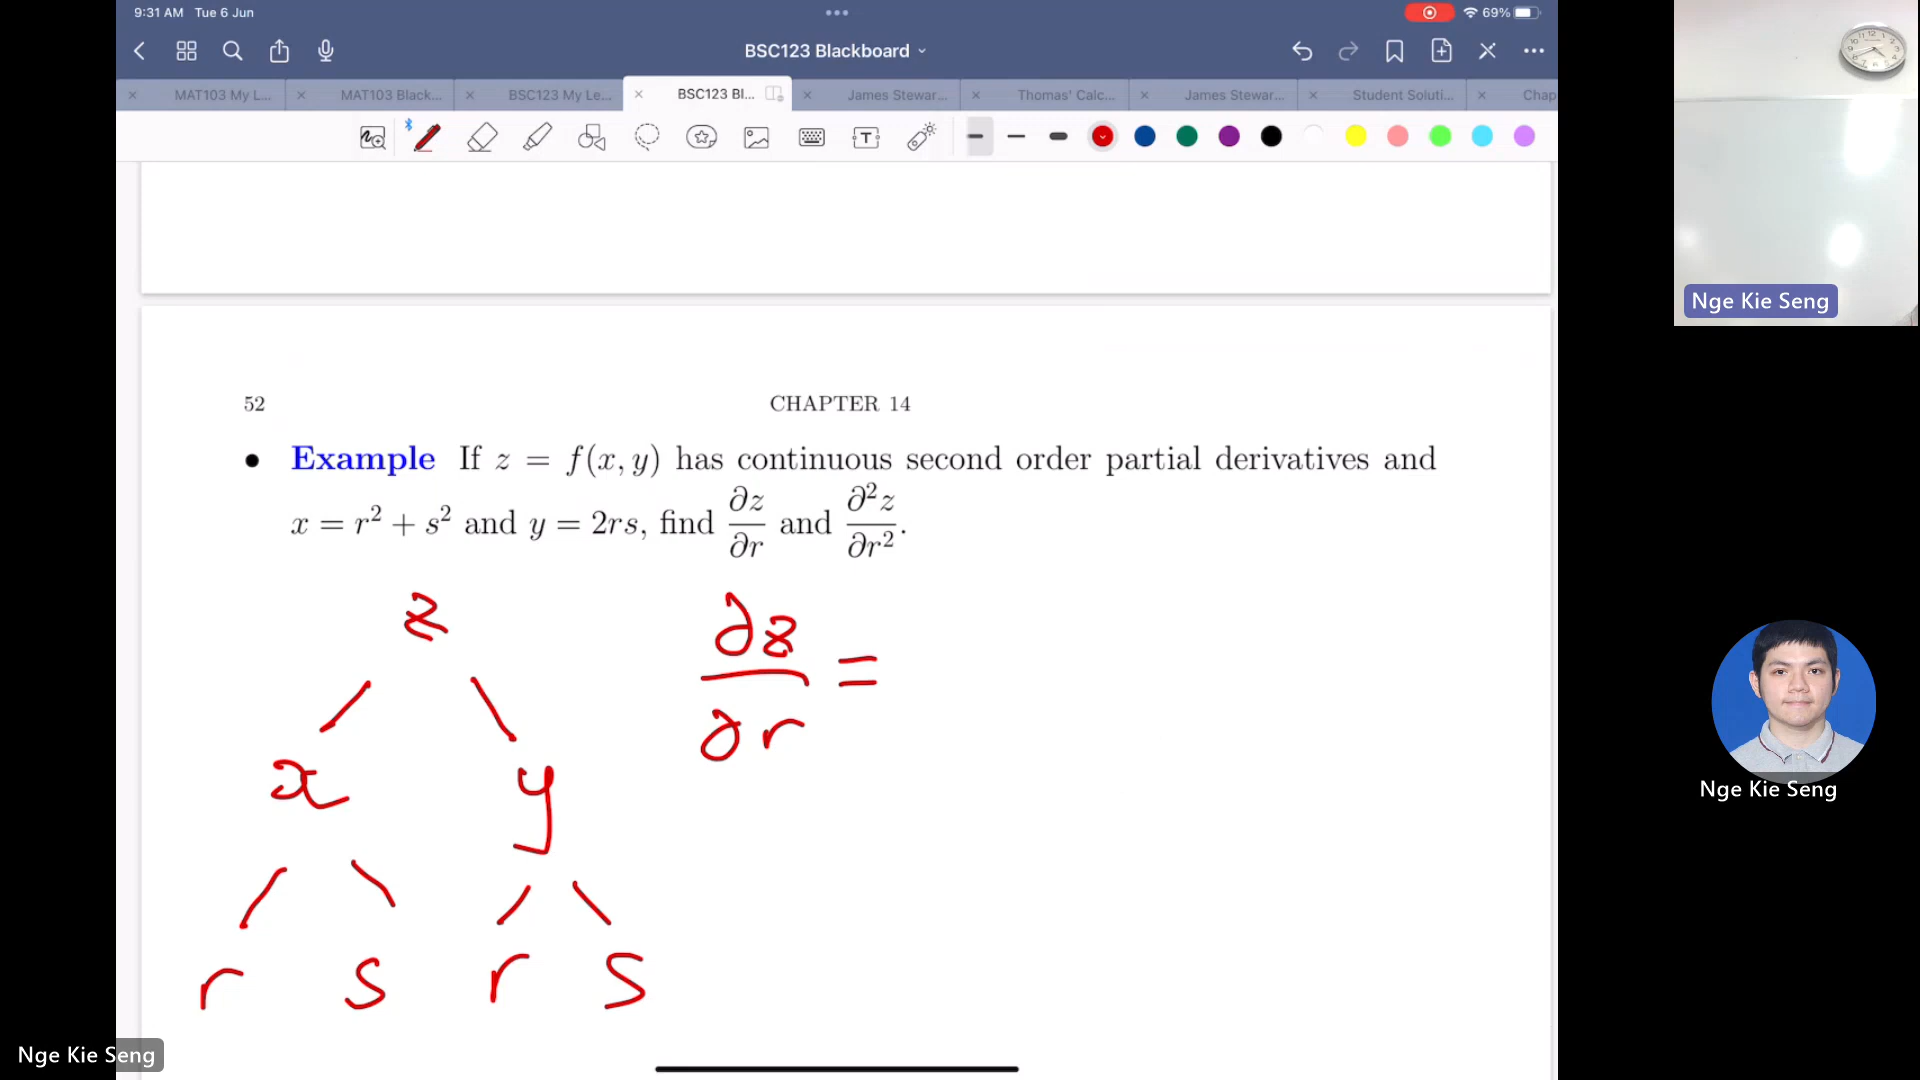 9:31 AM Tue 6 Jun
69%
BSC123 Blackboard
MAT103 My L...
MAT103 Black...
BSC123 My Le...
BSC123 Bl...
James Stewar...
Thomas' Calc...
James Stewar...
Student Soluti...
Chap
52 CHAPTER 14
• Example If z = f(x, y) has continuous second order partial derivatives and
x = r² + s² and y = 2rs, find ∂z/∂r and ∂²z/∂r².
z
∂z/∂r =
x y
r s r s
Nge Kie Seng
Nge Kie Seng
Nge Kie Seng